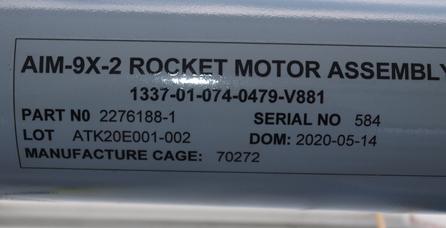 AIM-9X-2 ROCKET MOTOR ASSEMBLY
1337-01-074-0479-V881
PART N0 2276188-1 SERIAL NO 584
LOT ATK20E001-002 DOM: 2020-05-14
MANUFACTURE CAGE: 70272